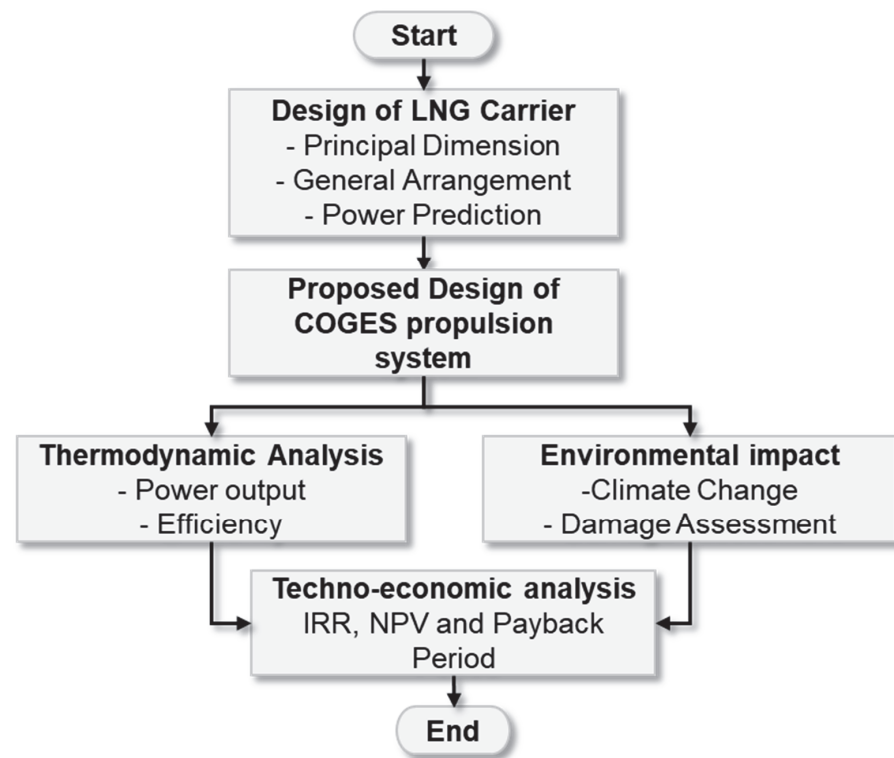 Start
Design of LNG Carrier
- Principal Dimension
- General Arrangement
- Power Prediction
Proposed Design of
COGES propulsion
system
Thermodynamic Analysis
- Power output
- Efficiency
Environmental impact
-Climate Change
- Damage Assessment
Techno-economic analysis
IRR, NPV and Payback
Period
End